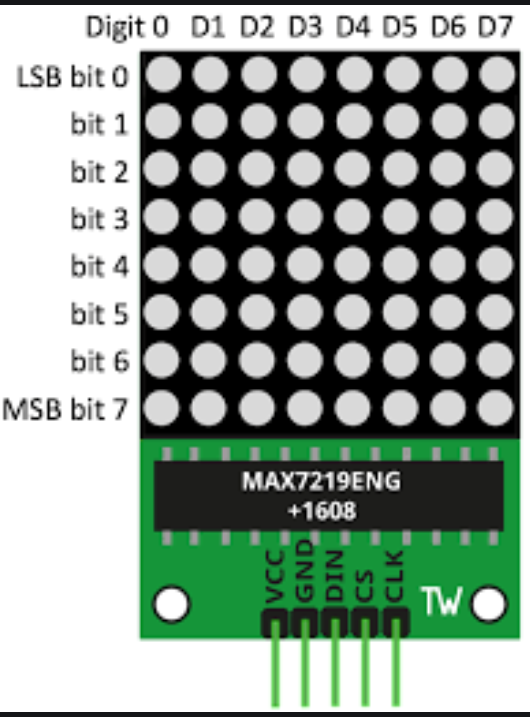 Digit 0 D1 D2 D3 D4 D5 D6 D7
LSB bit 0
bit 1
bit 2
bit 3
bit 4
bit 5
bit 6
MSB bit 7
MAX7219ENG
+1608
VCC
GND
DIN
CS
CLK
TW